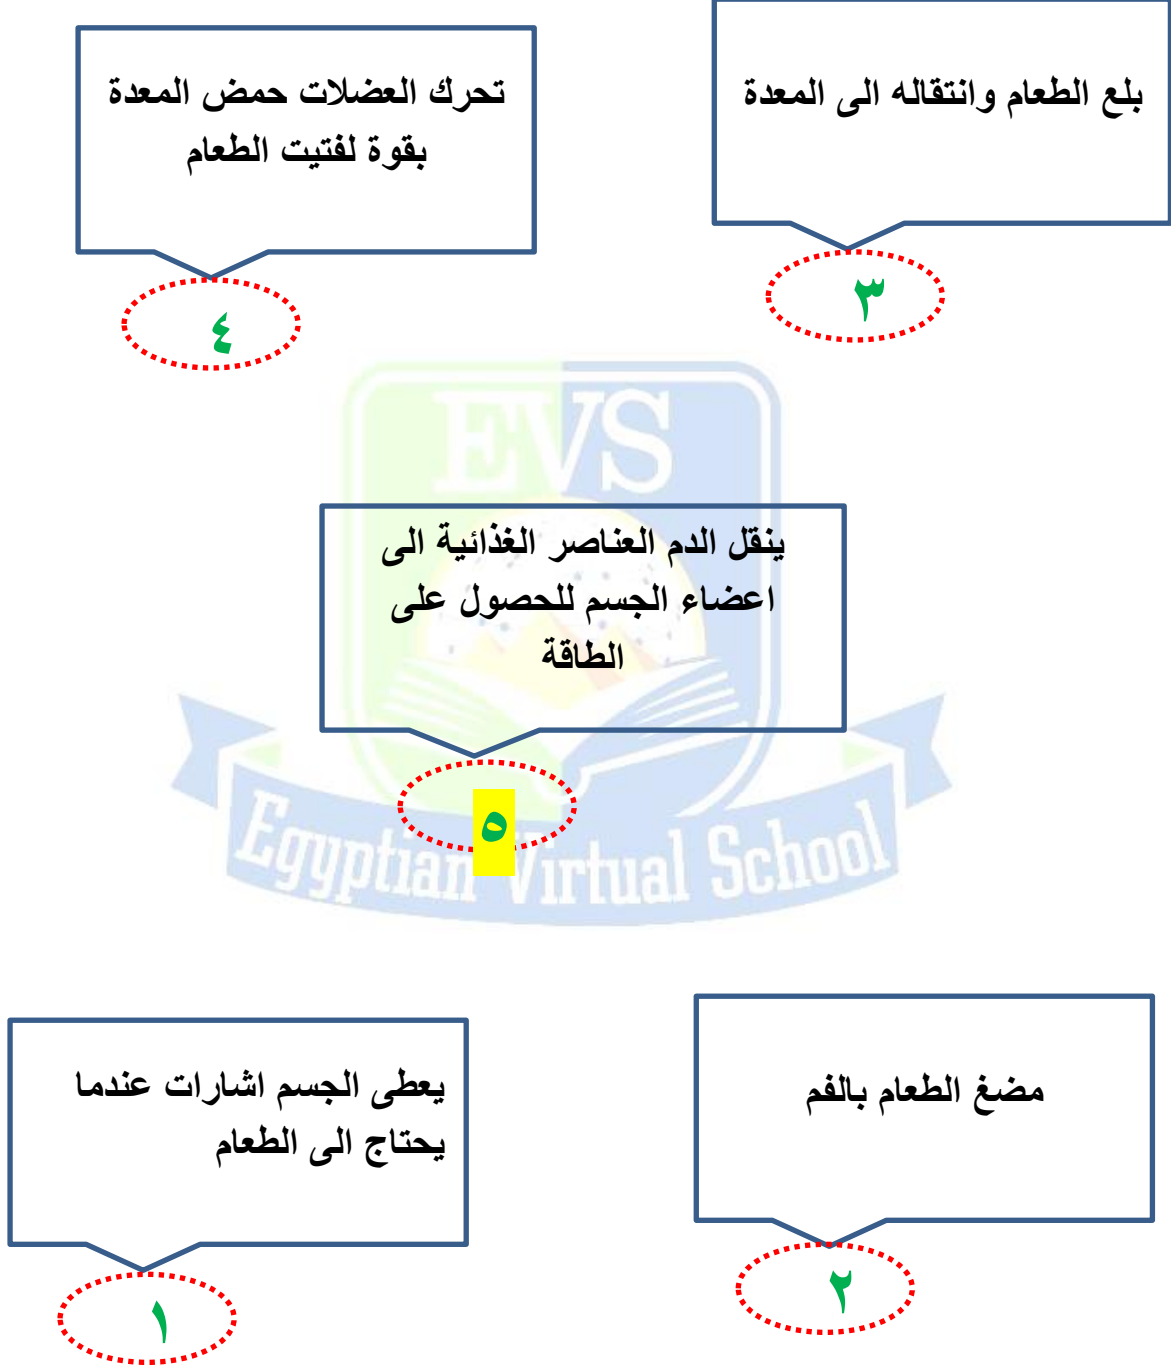 بلع الطعام وانتقاله الى المعدة
٣
تحرك العضلات حمض المعدة
بقوة لفتيت الطعام
٤
EVS
ينقل الدم العناصر الغذائية الى
اعضاء الجسم للحصول على
الطاقة
٥
Egyptian Virtual School
مضغ الطعام بالفم
٢
يعطى الجسم اشارات عندما
يحتاج الى الطعام
١